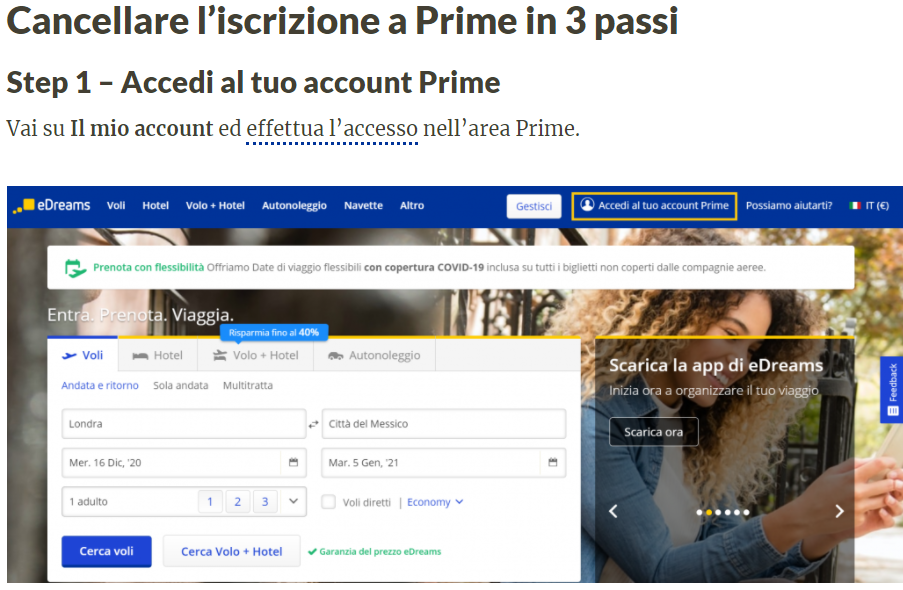 Cancellare l’iscrizione a Prime in 3 passi
Step 1 – Accedi al tuo account Prime
Vai su Il mio account ed effettua l’accesso nell’area Prime.
eDreams Voli Hotel Volo + Hotel Autonoleggio Navette Altro Gestisci Accedi al tuo account Prime Possiamo aiutarti? IT (€)
Prenota con flessibilità Offriamo Date di viaggio flessibili con copertura COVID-19 inclusa su tutti i biglietti non coperti dalle compagnie aeree.
Entra. Prenota. Viaggia.
Risparmia fino al 40%
Voli Hotel Volo + Hotel Autonoleggio
Andata e ritorno Sola andata Multitratta
Londra Città del Messico
Mer. 16 Dic, '20 Mar. 5 Gen, '21
1 adulto 1 2 3 Voli diretti | Economy
Cerca voli Cerca Volo + Hotel Garanzia del prezzo eDreams
Scarica la app di eDreams
Inizia ora a organizzare il tuo viaggio
Scarica ora
Feedback